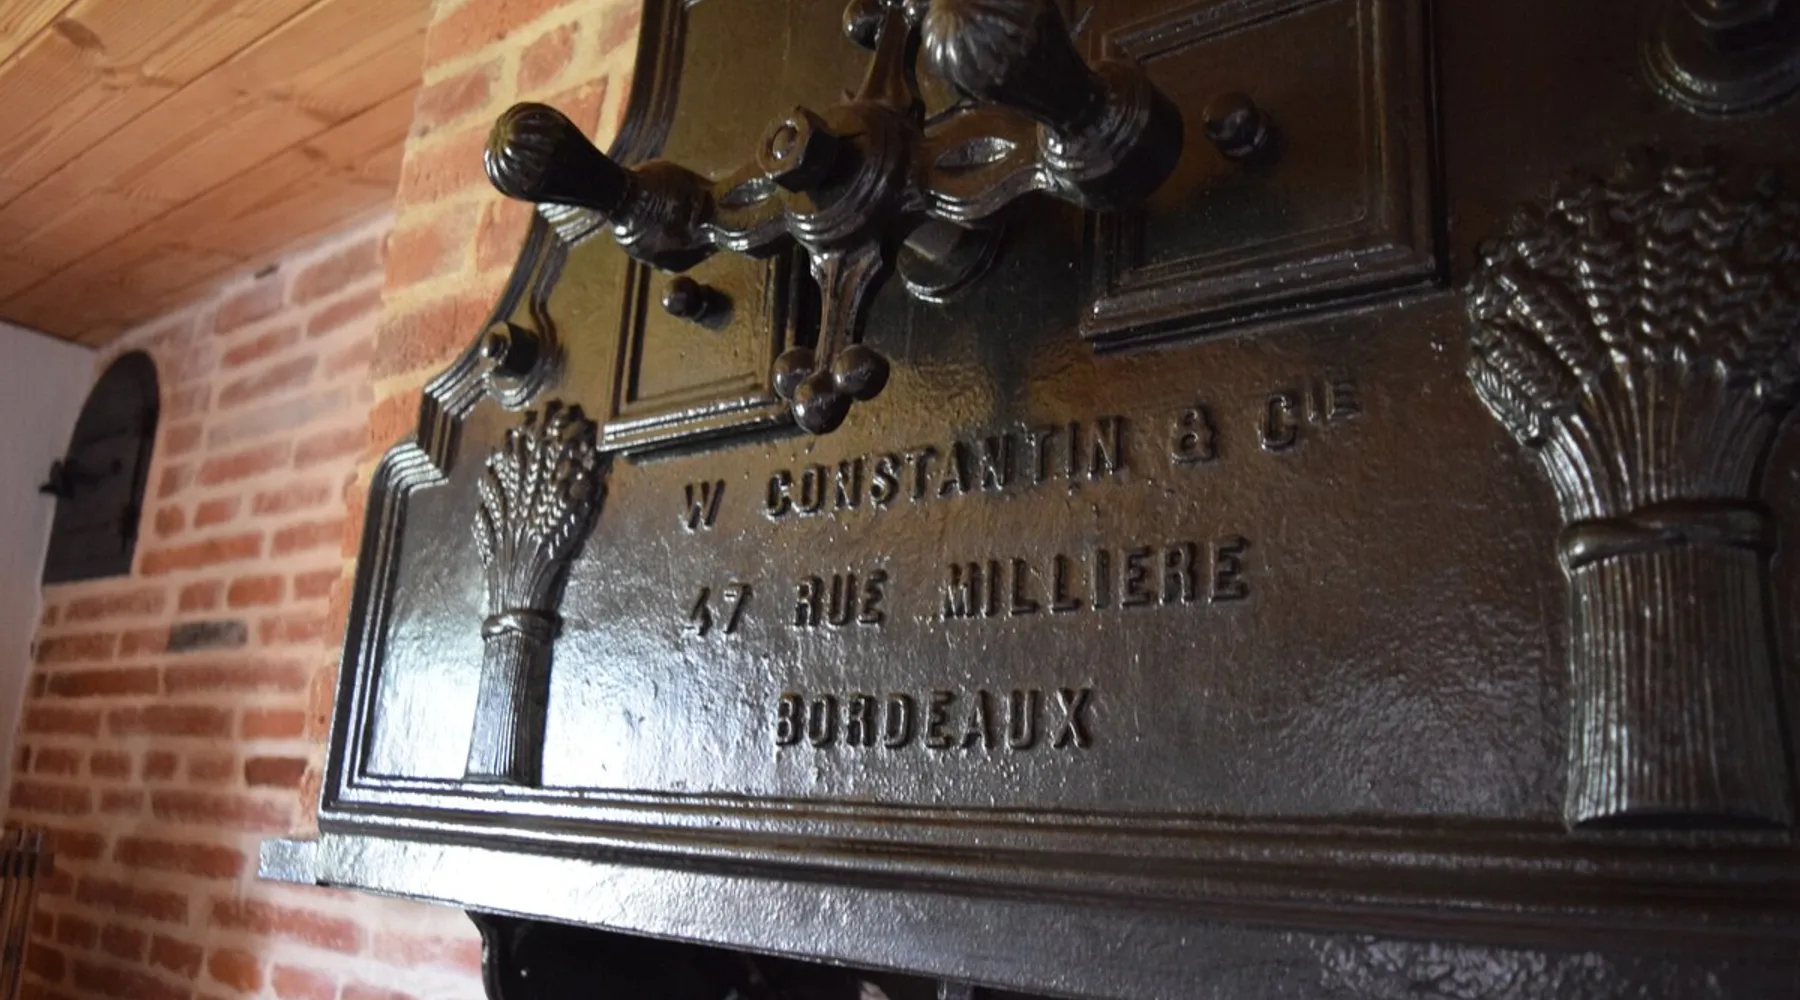 W CONSTANTIN & CIE
47 RUE MILLIERE
BORDEAUX